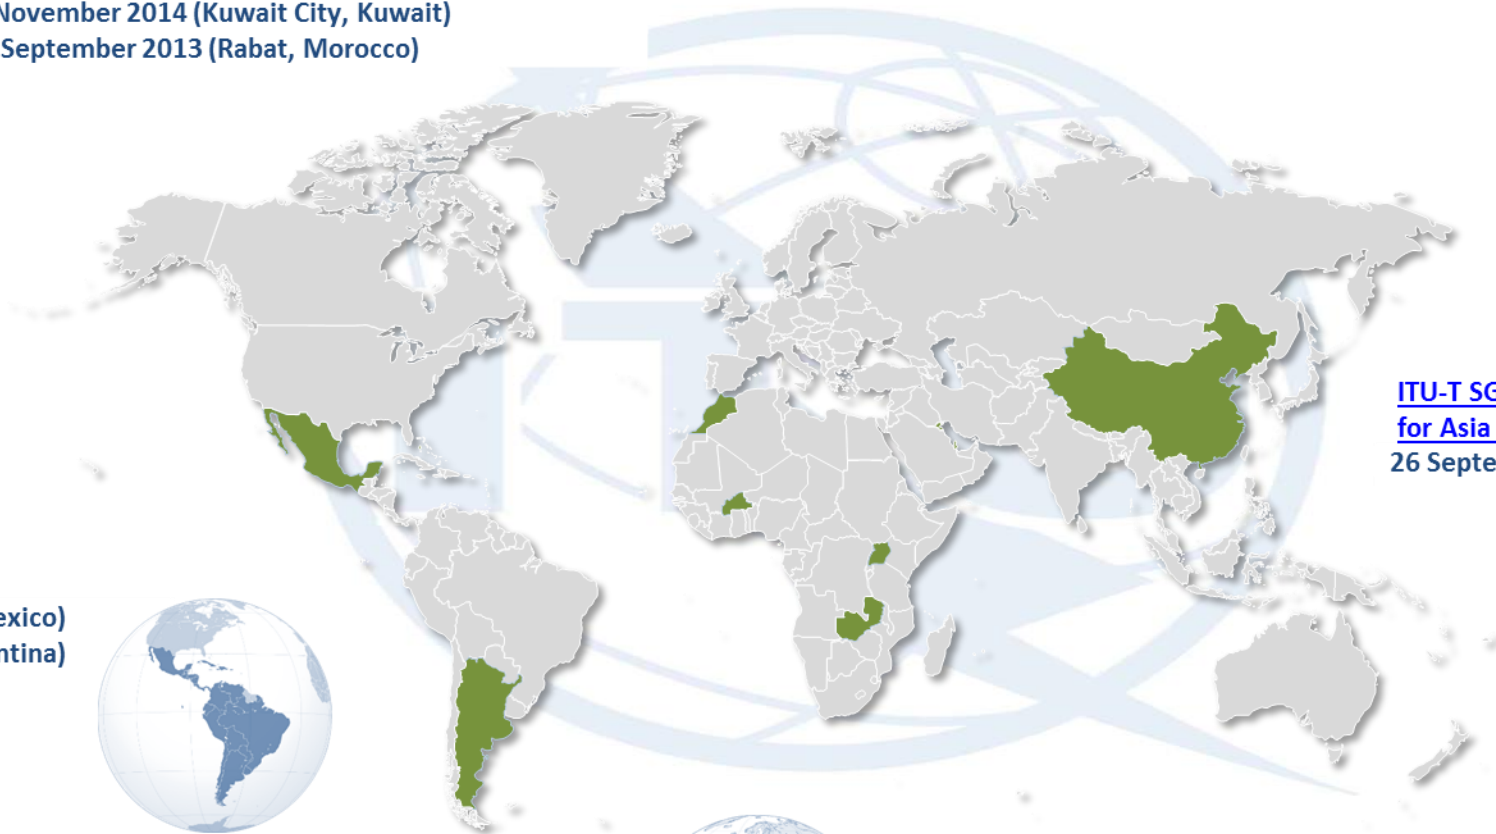 November 2014 (Kuwait City, Kuwait)
September 2013 (Rabat, Morocco)
ITU-T SG
for Asia
26 Septe
exico)
ntina)